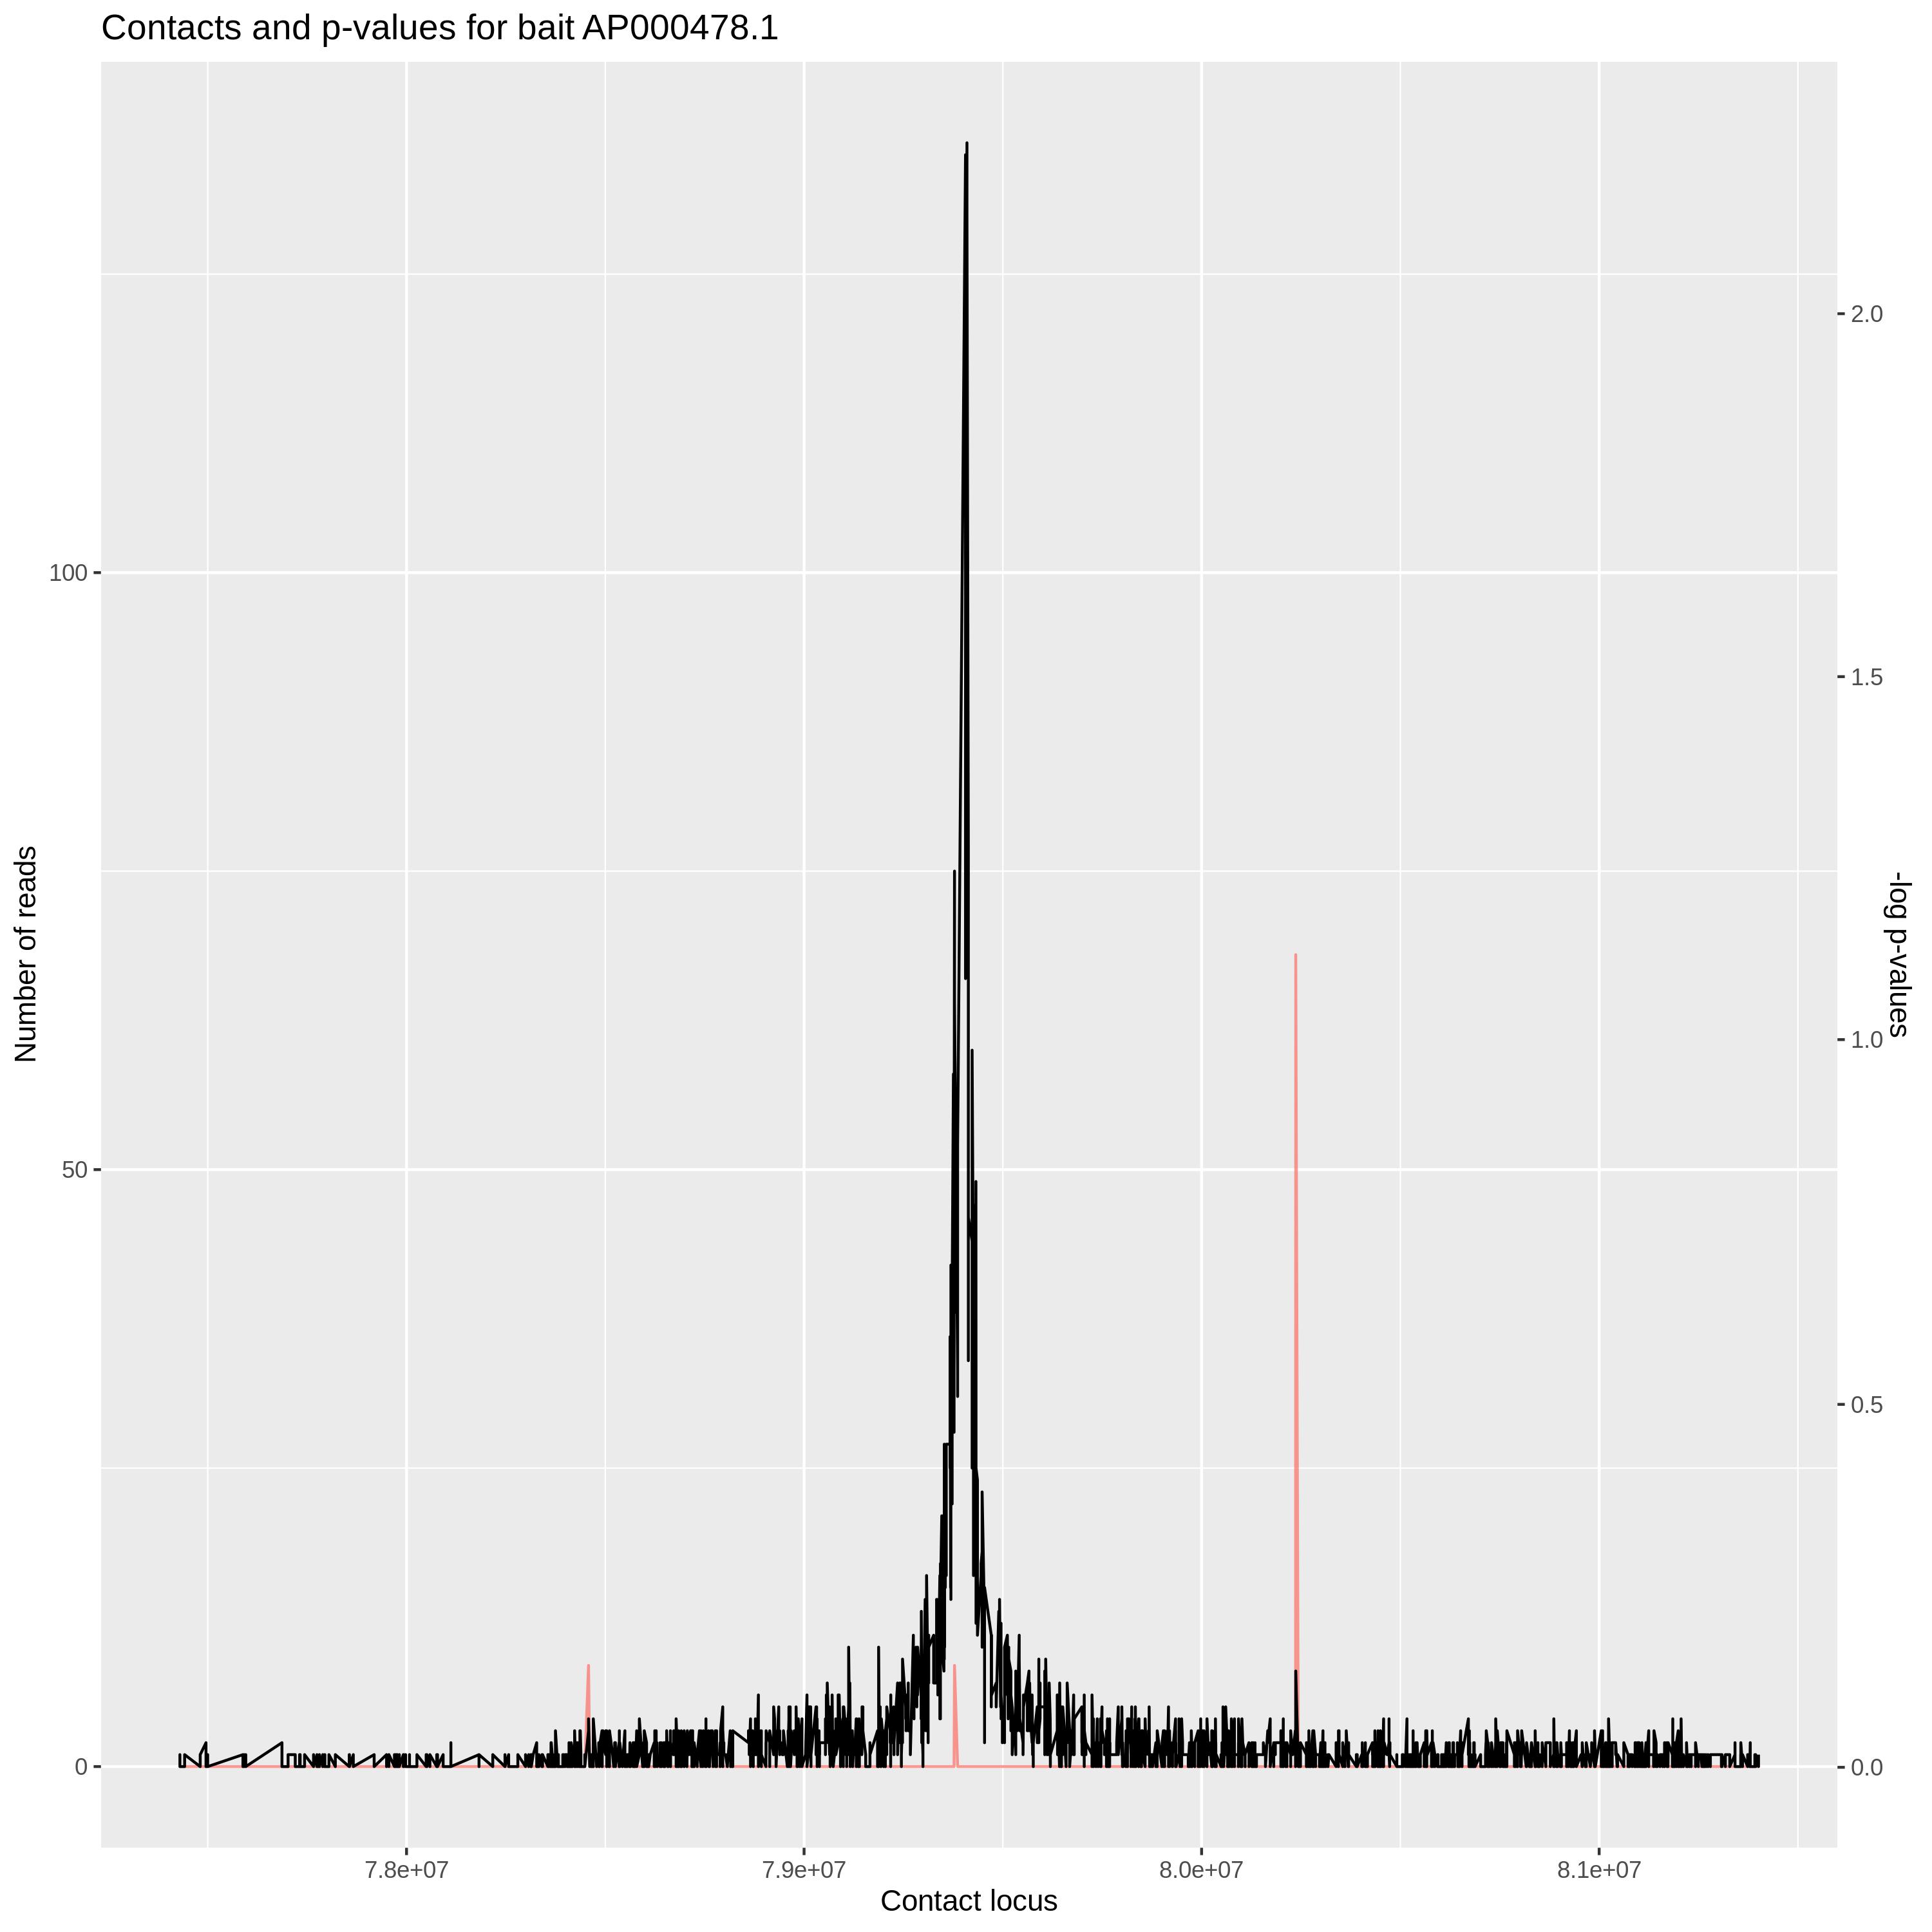 Contacts and p-values for bait AP000478.1
Number of reads
100
50
0
2.0
1.5
1.0
0.5
0.0
-log p-values
7.8e+07
7.9e+07
8.0e+07
8.1e+07
Contact locus